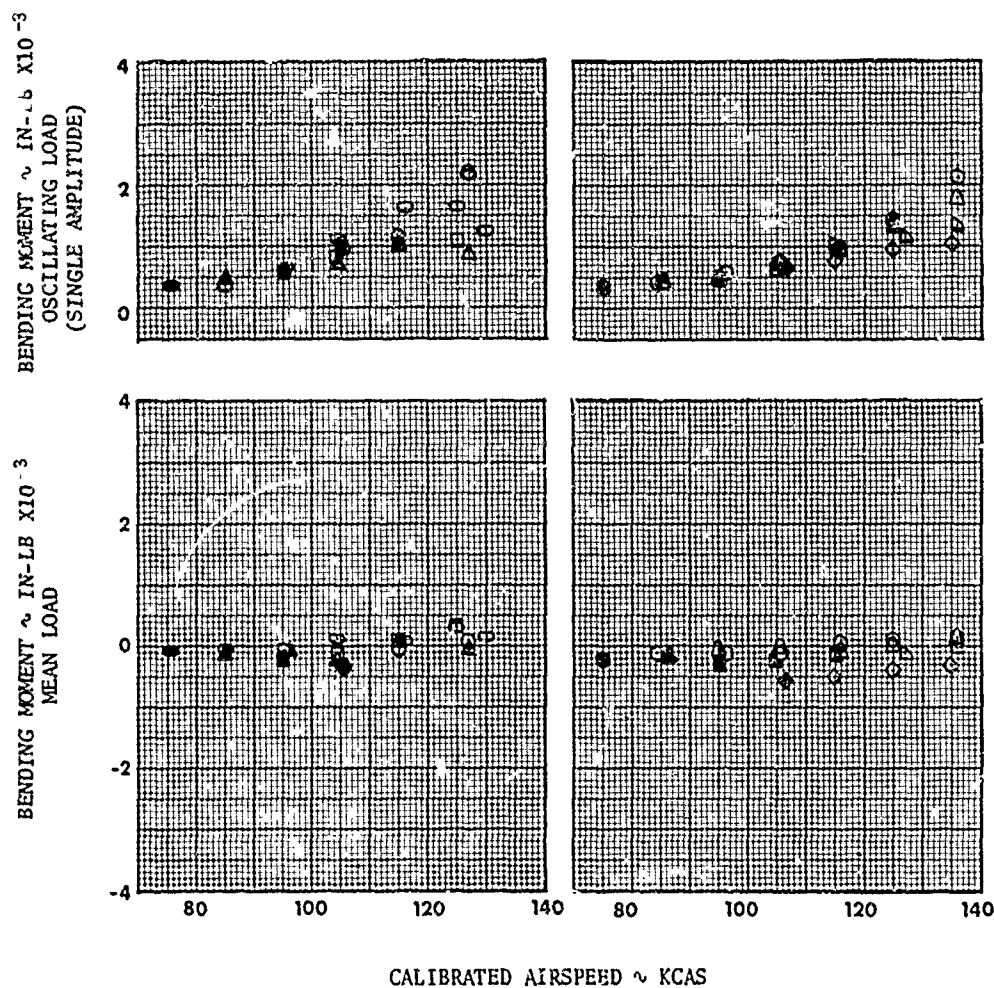 BENDING MOMENT ~ IN- X10⁻³
OSCILLATING LOAD
(SINGLE AMPLITUDE)
4
2
0
BENDING MOMENT ~ IN-LB X10⁻³
MEAN LOAD
4
2
0
-2
-4
80 100 120 140 80 100 120 140
CALIBRATED AIRSPEED ~ KCAS